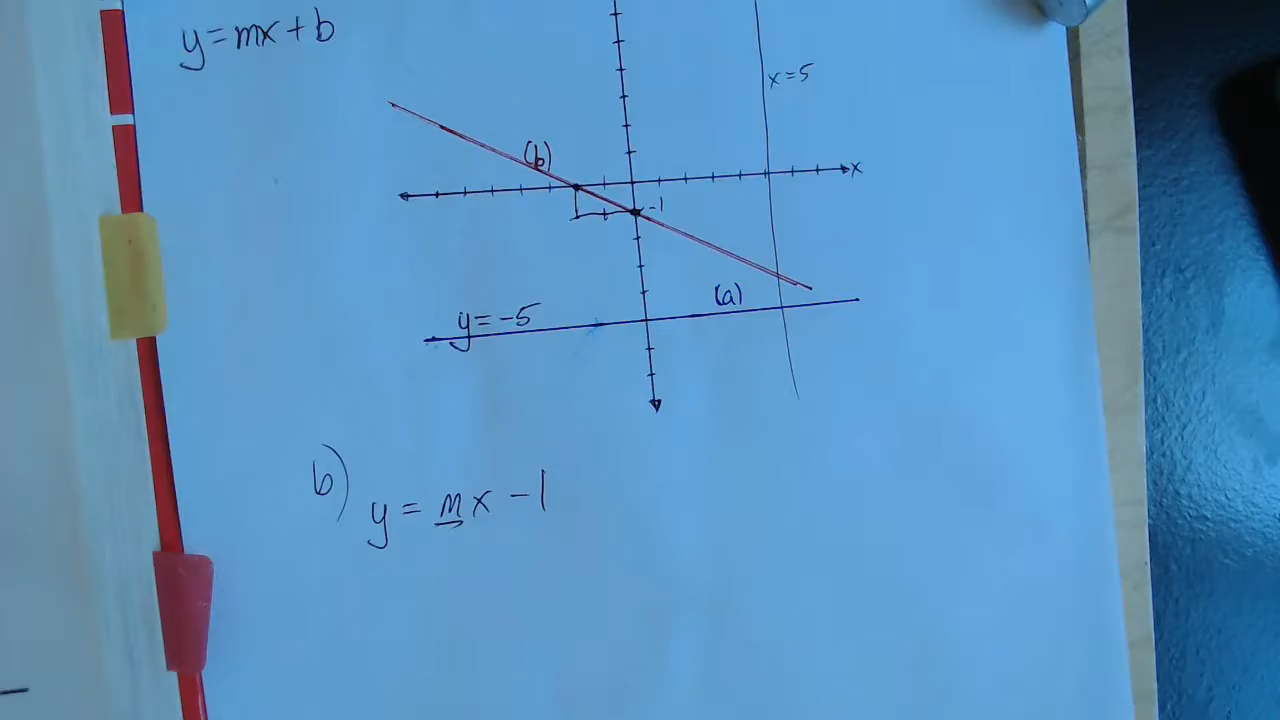 y=mx+b
x=5
(b)
x
-1
(a)
y=-5
b)
y = mx -1